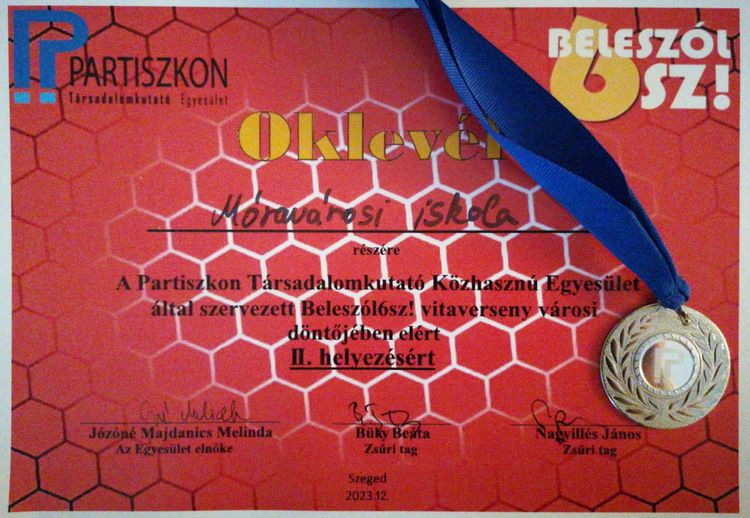 PARTISZKON
Társadalomkutató Egyesület
BELESZÓL
6SZ!
Oklevél
Móravárosi iskola
részére
A Partiszkon Társadalomkutató Közhasznú Egyesület
által szervezett Beleszól6sz! vitaverseny városi
döntőjében elért
II. helyezésért
Józóné Majdanics Melinda
Az Egyesület elnöke
Büky Beáta
Zsűri tag
Nagyillés János
Zsűri tag
Szeged
2023.12.